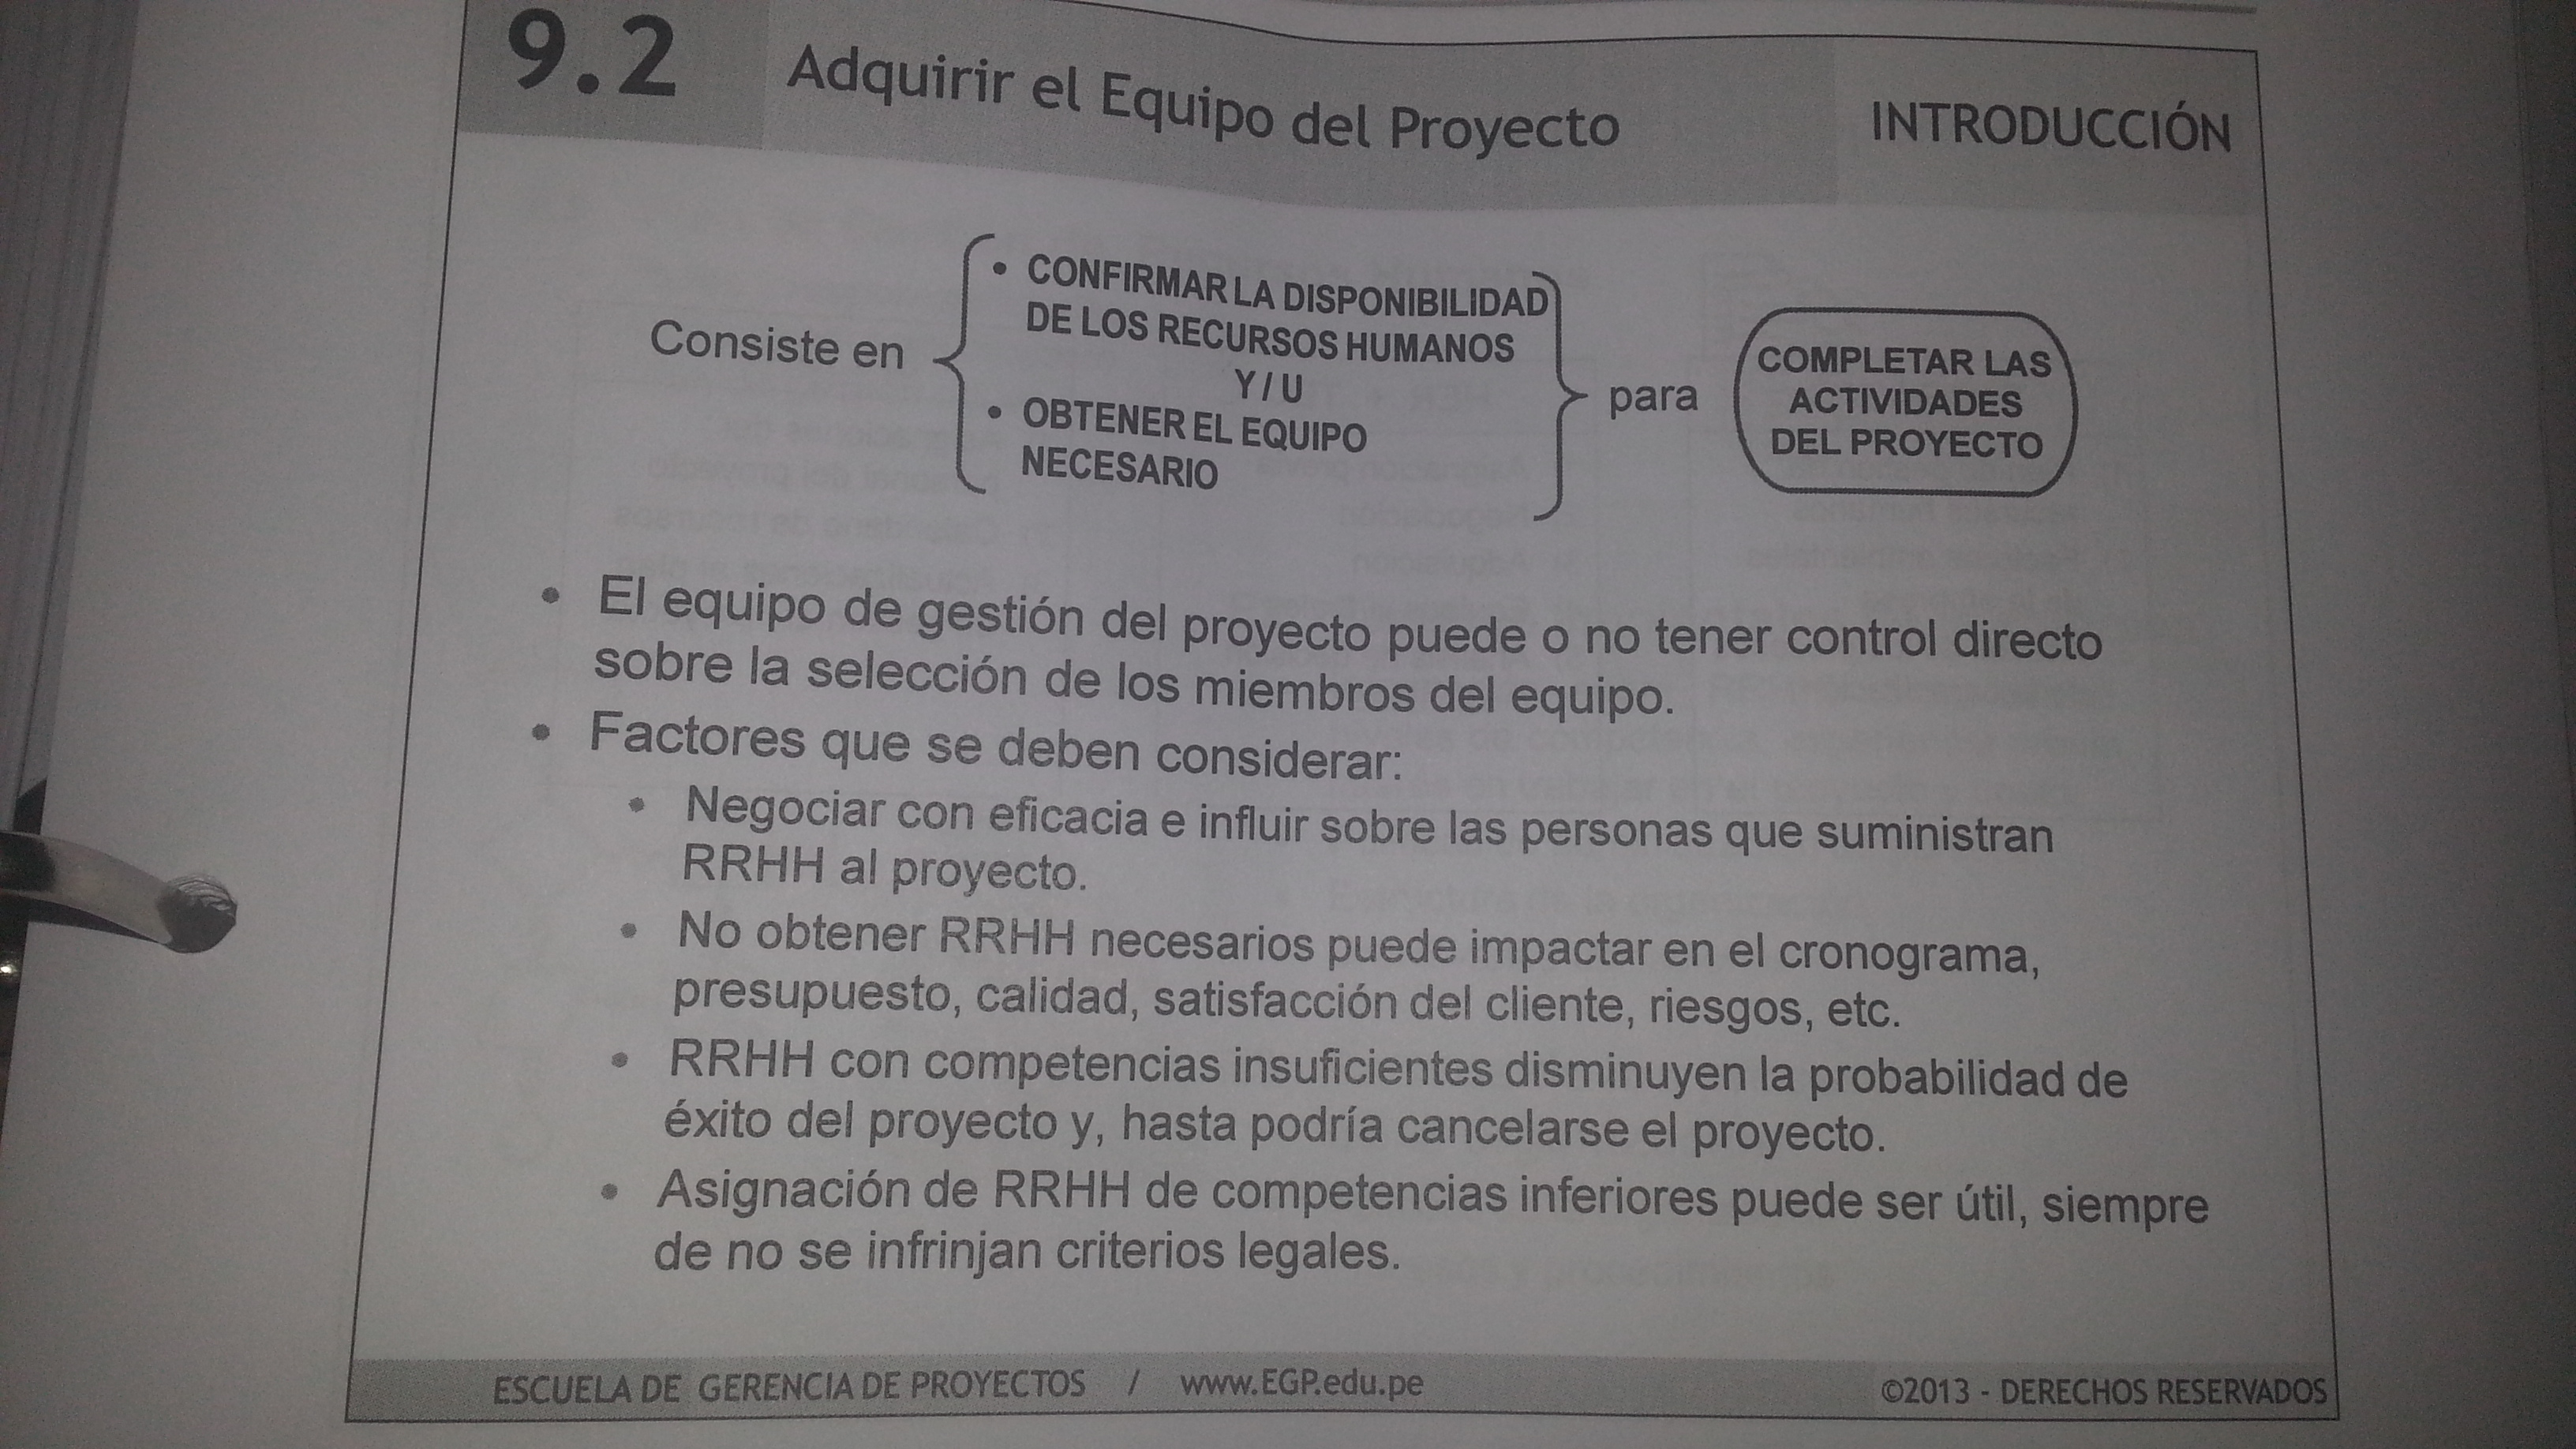 9.2 Adquirir el Equipo del Proyecto INTRODUCCIÓN
Consiste en
• CONFIRMAR LA DISPONIBILIDAD
DE LOS RECURSOS HUMANOS
Y / U
• OBTENER EL EQUIPO
NECESARIO
para
COMPLETAR LAS
ACTIVIDADES
DEL PROYECTO
• El equipo de gestión del proyecto puede o no tener control directo
sobre la selección de los miembros del equipo.
• Factores que se deben considerar:
• Negociar con eficacia e influir sobre las personas que suministran
RRHH al proyecto.
• No obtener RRHH necesarios puede impactar en el cronograma,
presupuesto, calidad, satisfacción del cliente, riesgos, etc.
• RRHH con competencias insuficientes disminuyen la probabilidad de
éxito del proyecto y, hasta podría cancelarse el proyecto.
• Asignación de RRHH de competencias inferiores puede ser útil, siempre
de no se infrinjan criterios legales.
ESCUELA DE GERENCIA DE PROYECTOS / www.EGP.edu.pe ©2013 - DERECHOS RESERVADOS